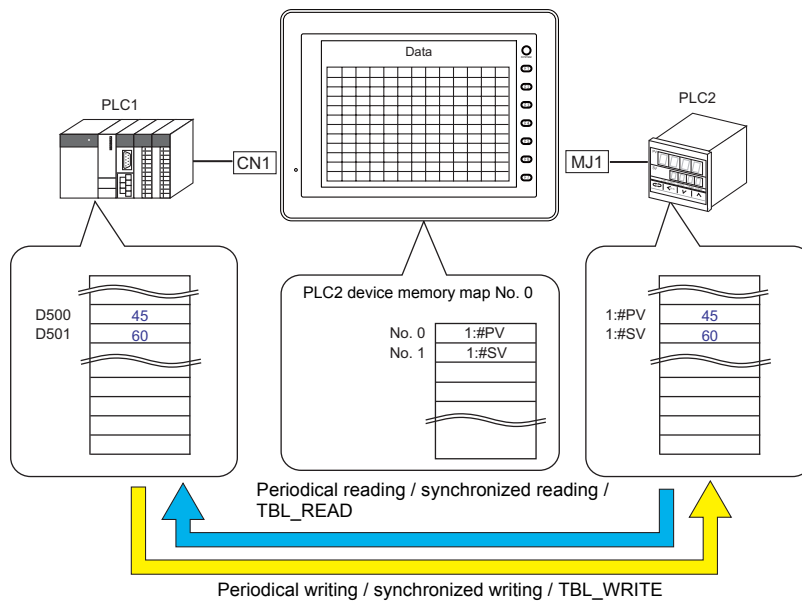 Data
PLC1
PLC2
CN1
MJ1
PLC2 device memory map No. 0
D500 45
D501 60
No. 0 1:#PV
No. 1 1:#SV
1:#PV 45
1:#SV 60
Periodical reading / synchronized reading /
TBL_READ
Periodical writing / synchronized writing / TBL_WRITE